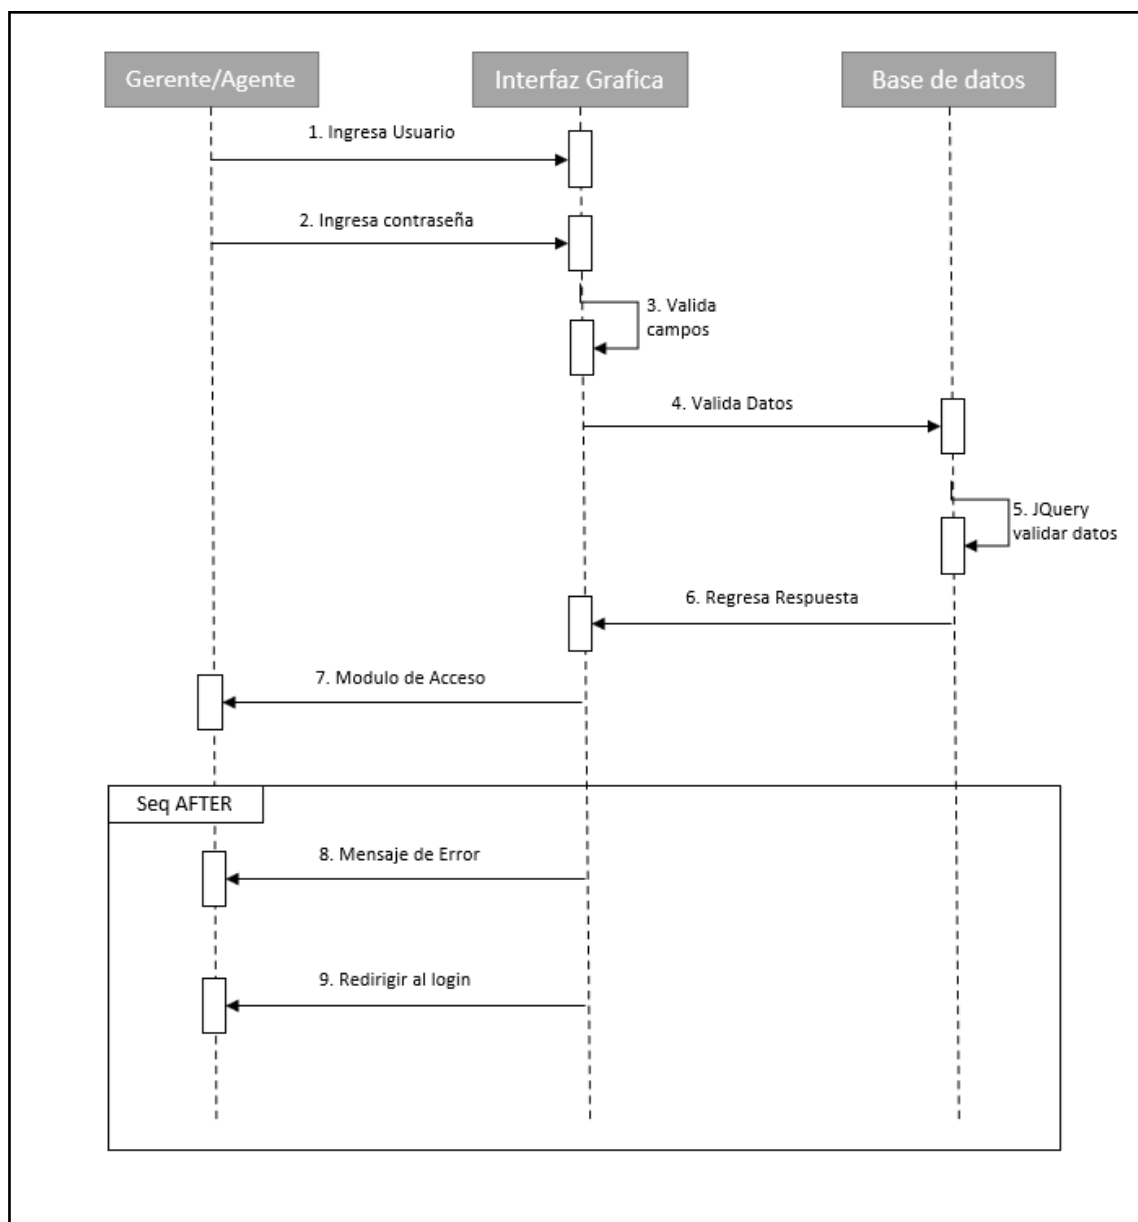 Gerente/Agente
Interfaz Grafica
Base de datos
1. Ingresa Usuario
2. Ingresa contraseña
3. Valida
campos
4. Valida Datos
5. JQuery
validar datos
6. Regresa Respuesta
7. Modulo de Acceso
Seq AFTER
8. Mensaje de Error
9. Redirigir al login